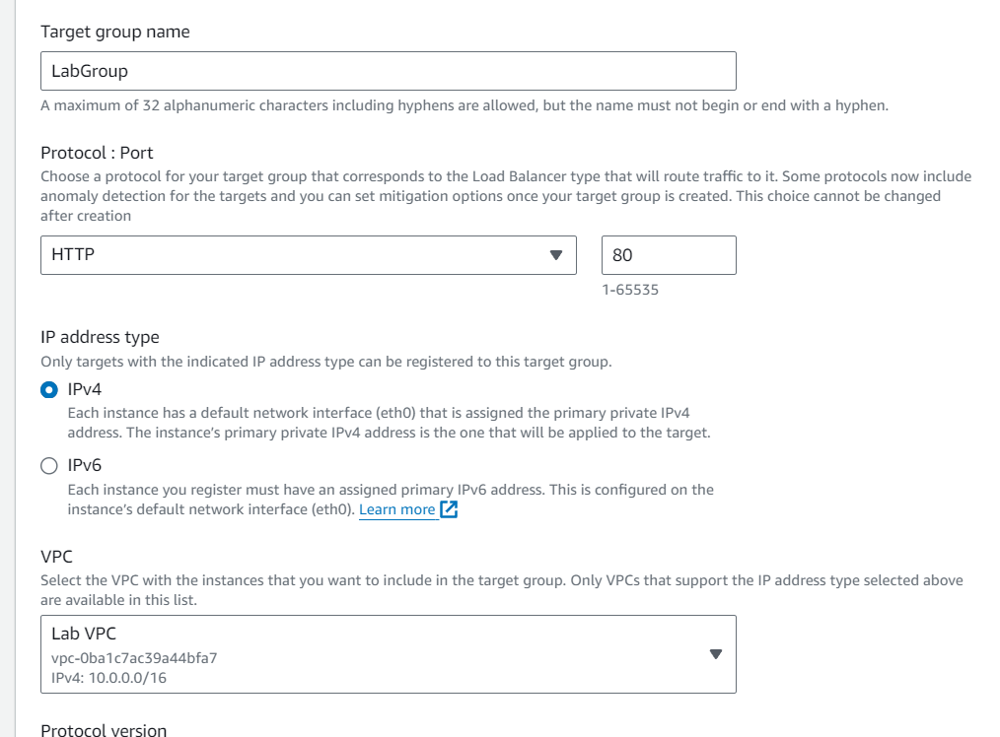 Target group name
LabGroup
A maximum of 32 alphanumeric characters including hyphens are allowed, but the name must not begin or end with a hyphen.
Protocol : Port
Choose a protocol for your target group that corresponds to the Load Balancer type that will route traffic to it. Some protocols now include
anomaly detection for the targets and you can set mitigation options once your target group is created. This choice cannot be changed
after creation
HTTP
80
1-65535
IP address type
Only targets with the indicated IP address type can be registered to this target group.
IPv4
Each instance has a default network interface (eth0) that is assigned the primary private IPv4
address. The instance's primary private IPv4 address is the one that will be applied to the target.
IPv6
Each instance you register must have an assigned primary IPv6 address. This is configured on the
instance's default network interface (eth0). Learn more
VPC
Select the VPC with the instances that you want to include in the target group. Only VPCs that support the IP address type selected above
are available in this list.
Lab VPC
vpc-0ba1c7ac39a44bfa7
IPv4: 10.0.0.0/16
Protocol version